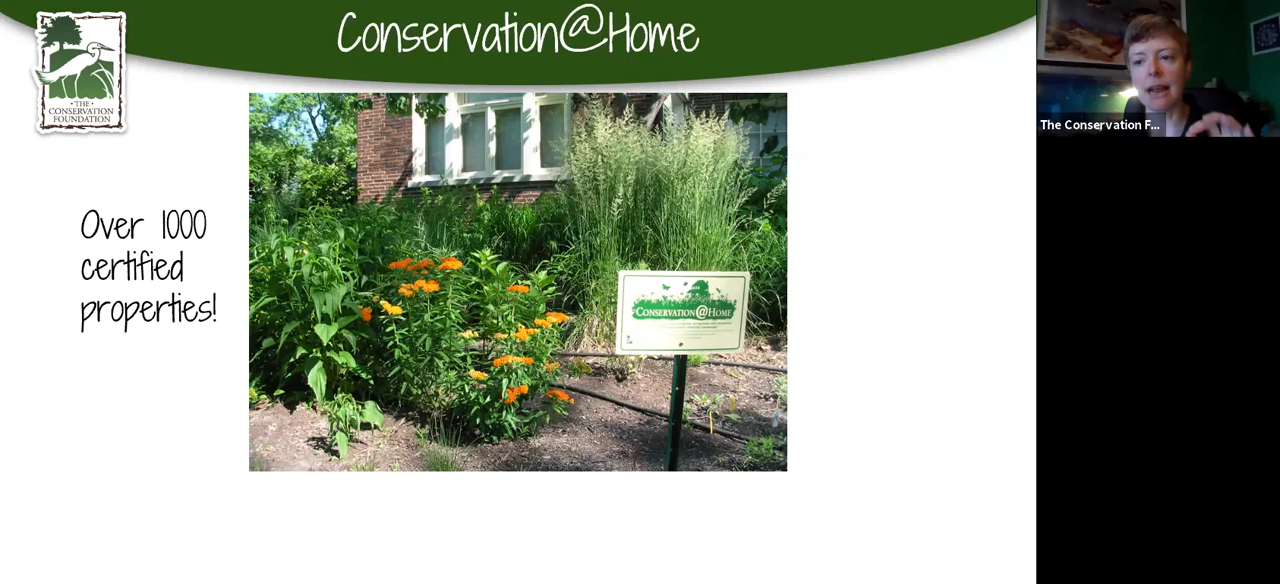 Conservation@Home
THE
CONSERVATION
FOUNDATION
The Conservation F...
Over 1000
certified
properties!
CONSERVATION@HOME